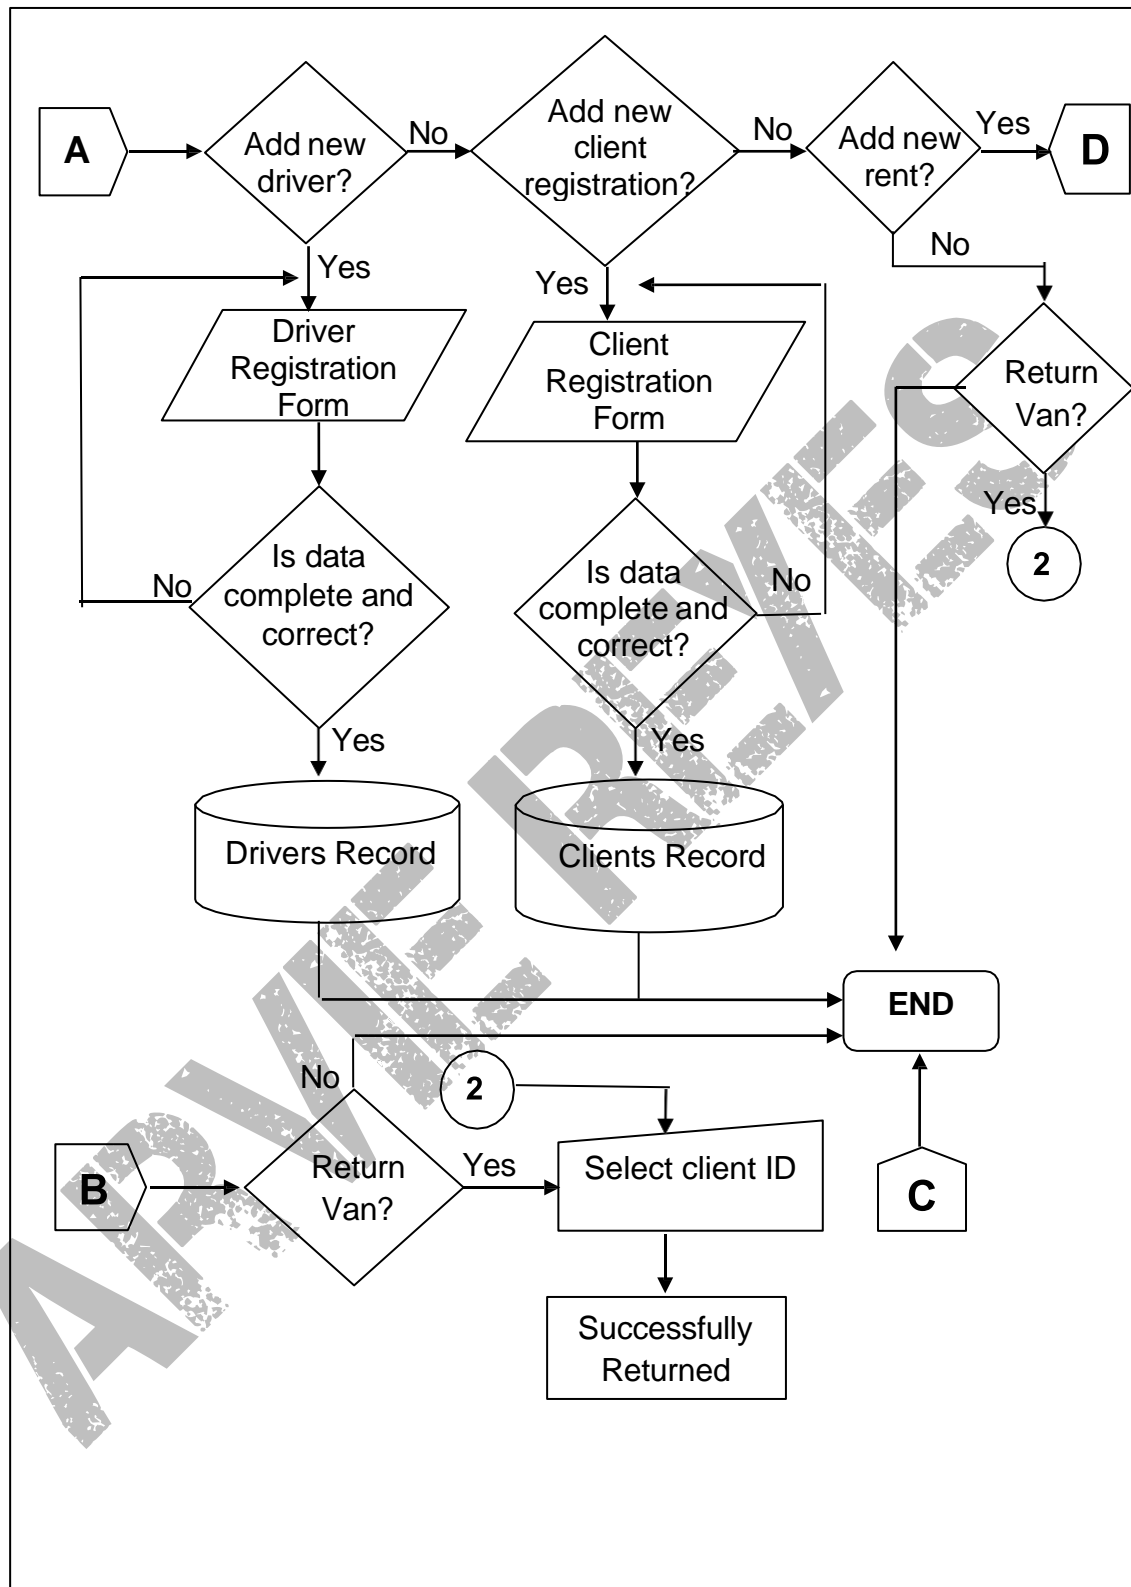 A
Add new
driver?
No
Add new
client
registration?
No
Add new
rent?
Yes
D
Yes
Yes
No
Driver
Registration
Form
Client
Registration
Form
Return
Van?
Yes
2
Is data
complete and
correct?
No
Is data
complete and
correct?
No
Yes
Yes
Drivers Record
Clients Record
END
No
2
B
Return
Van?
Yes
Select client ID
C
Successfully
Returned
ARVIE REYES